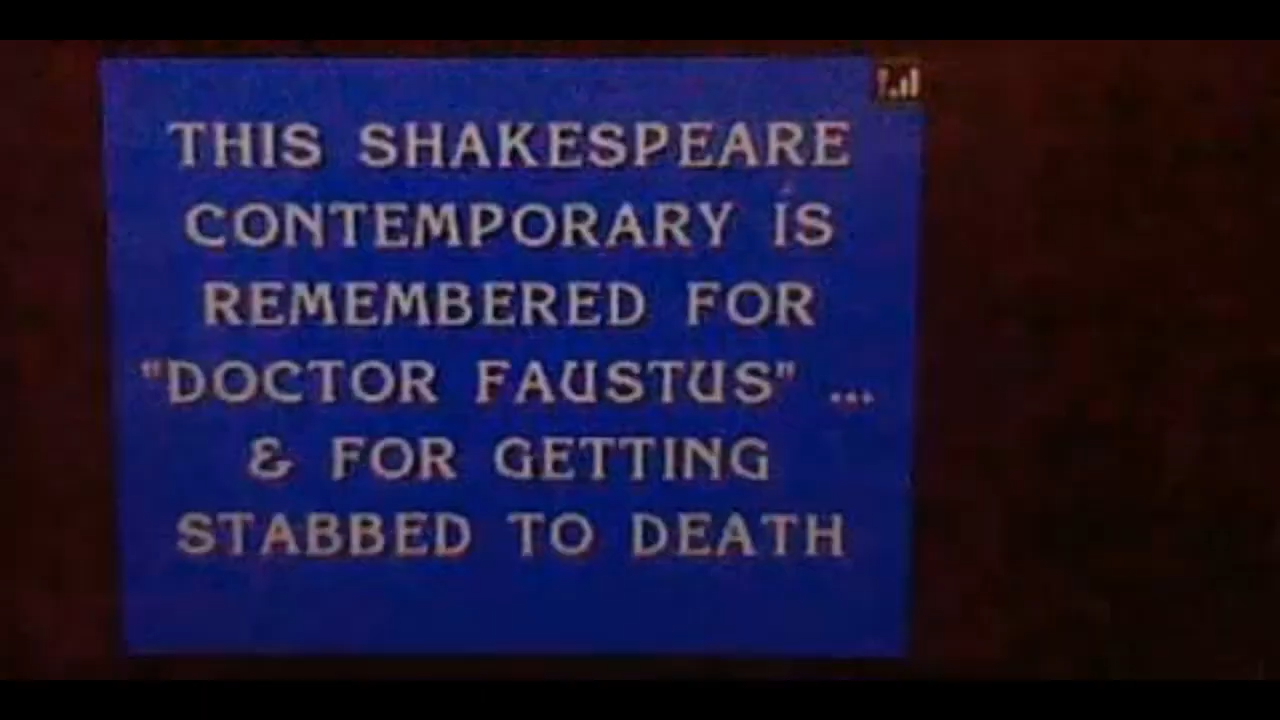 THIS SHAKESPEARE
CONTEMPORARY IS
REMEMBERED FOR
"DOCTOR FAUSTUS" ...
& FOR GETTING
STABBED TO DEATH